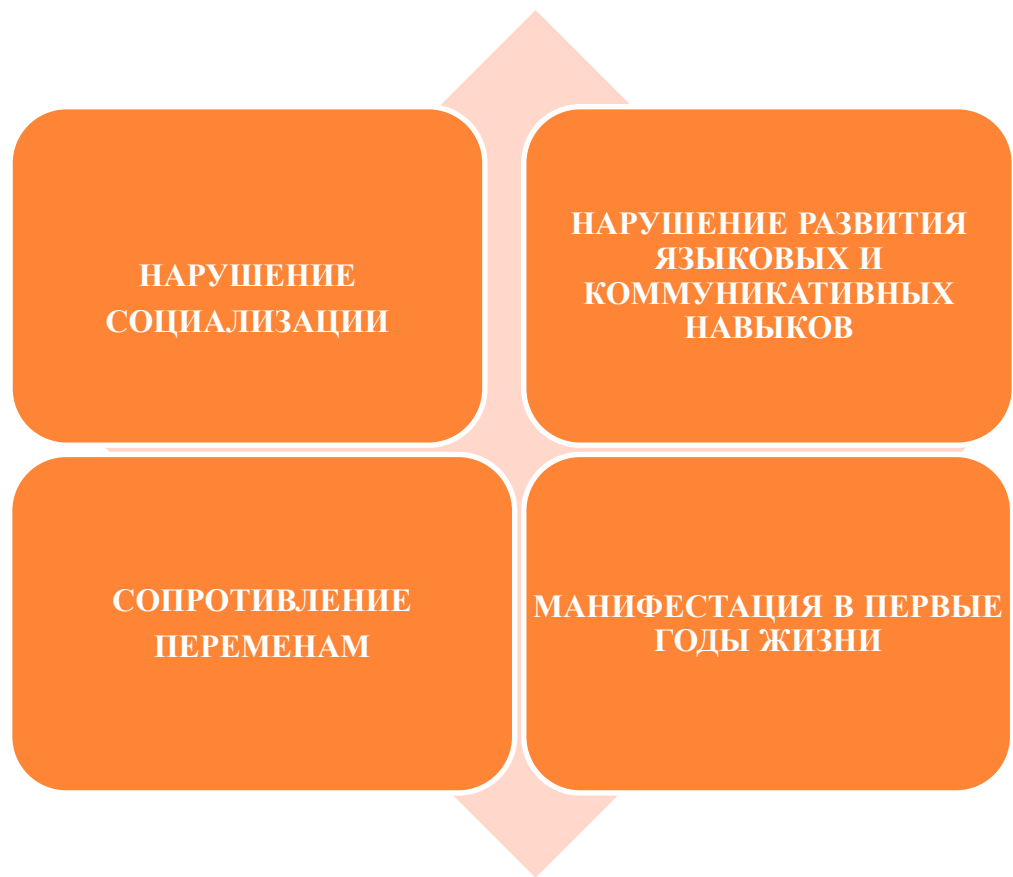 НАРУШЕНИЕ
СОЦИАЛИЗАЦИИ
НАРУШЕНИЕ РАЗВИТИЯ
ЯЗЫКОВЫХ И
КОММУНИКАТИВНЫХ
НАВЫКОВ
СОПРОТИВЛЕНИЕ
ПЕРЕМЕНАМ
МАНИФЕСТАЦИЯ В ПЕРВЫЕ
ГОДЫ ЖИЗНИ